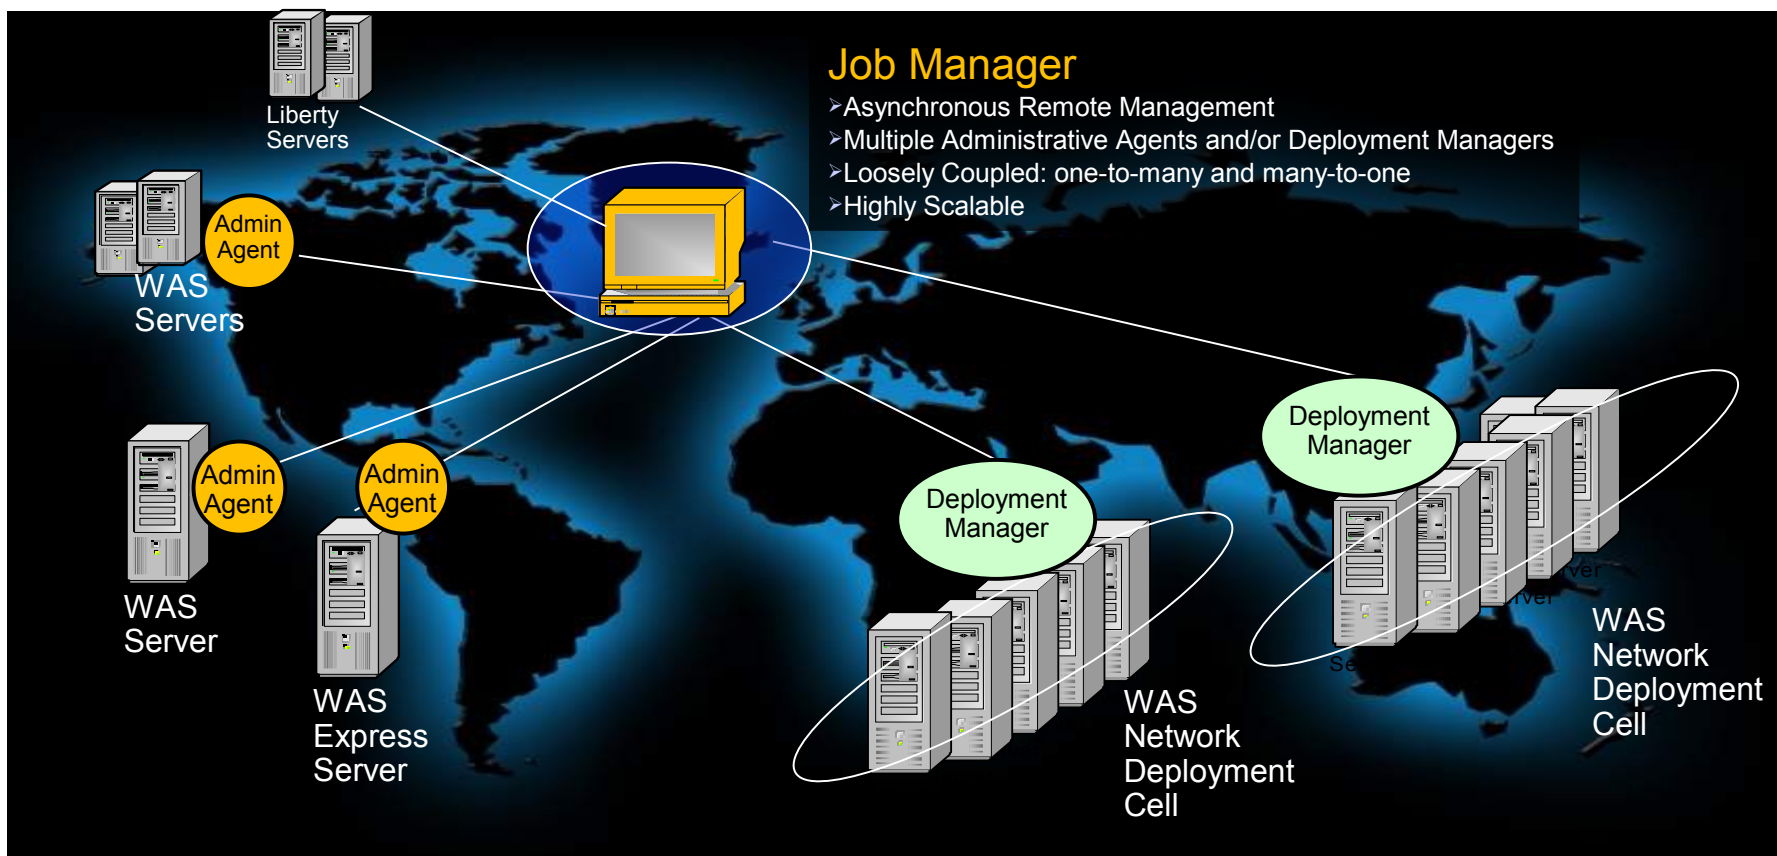 Job Manager
➢Asynchronous Remote Management
➢Multiple Administrative Agents and/or Deployment Managers
➢Loosely Coupled: one-to-many and many-to-one
➢Highly Scalable
Liberty
Servers
Admin
Agent
WAS
Servers
Admin
Agent
WAS
Server
Admin
Agent
WAS
Express
Server
Deployment
Manager
WAS
Network
Deployment
Cell
Deployment
Manager
WAS
Network
Deployment
Cell